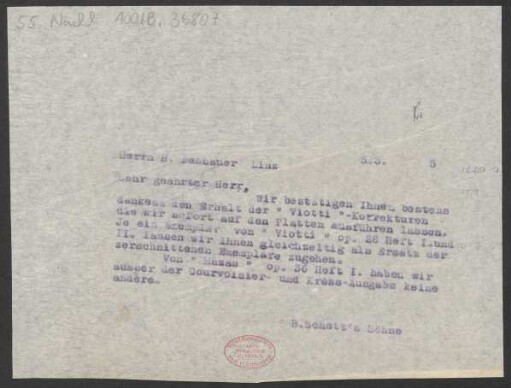 55 Nachl 100/B, 36807
Herrn H. Linz 5
Sehr geehrter Herr,
Wir bestätigen Ihnen bestens
dankend den Erhalt der " Viotti "-Korrekturen
die wir sofort auf den Platten ausführen lassen.
Je ein Exemplar von " Viotti " op. Heft I.und
II. lassen wir Ihnen gleichzeitig als Ersatz der
zerschnittenen Exemplare zugehen.
Von " Mazas " op. 36 Heft I. haben wir
ausser der Courvoisier- und Kross-Ausgabe keine
andere.
B.Schott's Söhne